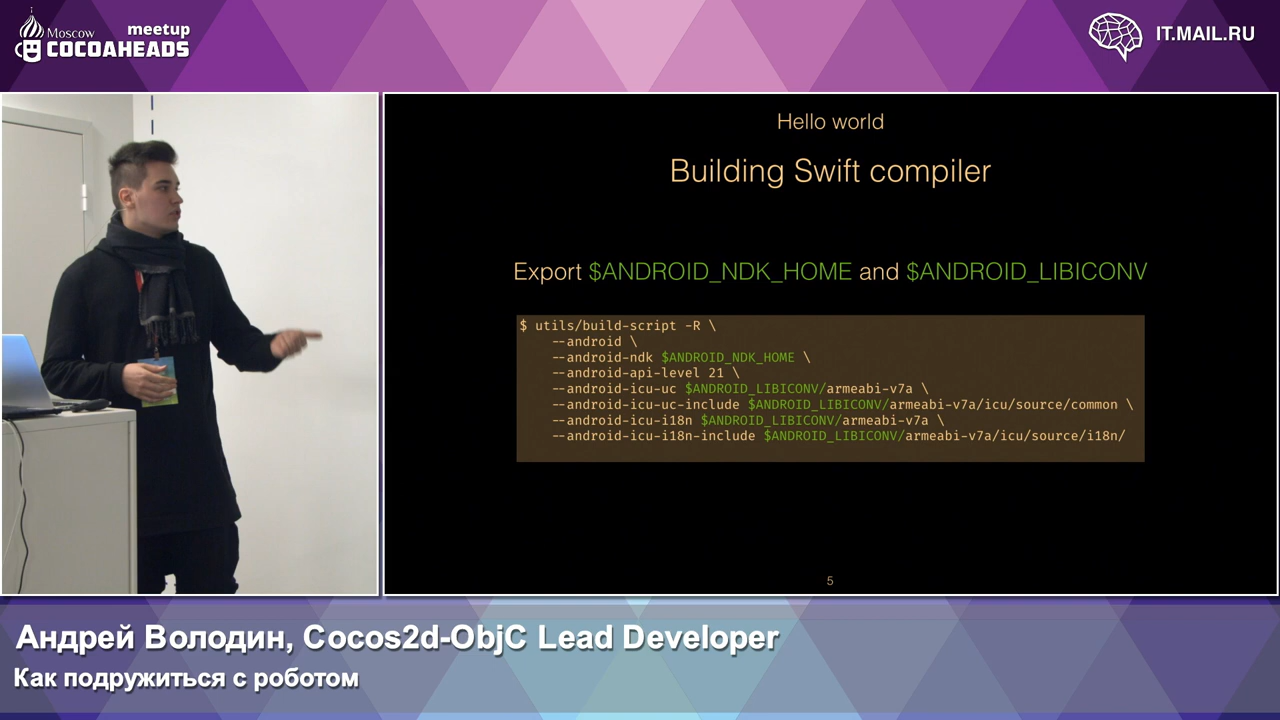 Moscow
meetup
COCOAHEADS
IT.MAIL.RU
Hello world
Building Swift compiler
Export $ANDROID_NDK_HOME and $ANDROID_LIBICONV
$ utils/build-script -R \
--android \
--android-ndk $ANDROID_NDK_HOME \
--android-api-level 21 \
--android-icu-uc $ANDROID_LIBICONV/armeabi-v7a \
--android-icu-uc-include $ANDROID_LIBICONV/armeabi-v7a/icu/source/common \
--android-icu-i18n $ANDROID_LIBICONV/armeabi-v7a \
--android-icu-i18n-include $ANDROID_LIBICONV/armeabi-v7a/icu/source/i18n/
5
Андрей Володин, Cocos2d-ObjC Lead Developer
Как подружиться с роботом